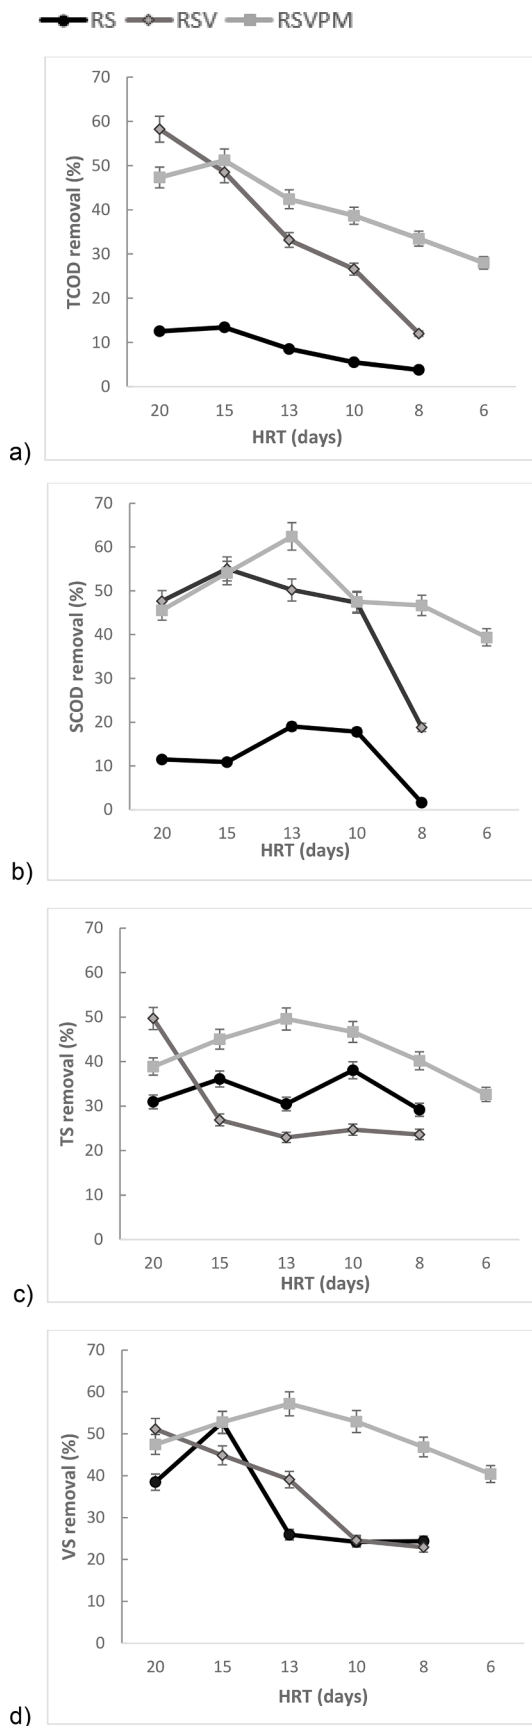 RS RSV RSVPM
70
60
50
40
30
20
10
0
TCOD removal (%)
20 15 13 10 8 6
HRT (days)
a)
70
60
50
40
30
20
10
0
SCOD removal (%)
20 15 13 10 8 6
HRT (days)
b)
70
60
50
40
30
20
10
0
TS removal (%)
20 15 13 10 8 6
HRT (days)
c)
70
60
50
40
30
20
10
0
VS removal (%)
20 15 13 10 8 6
HRT (days)
d)